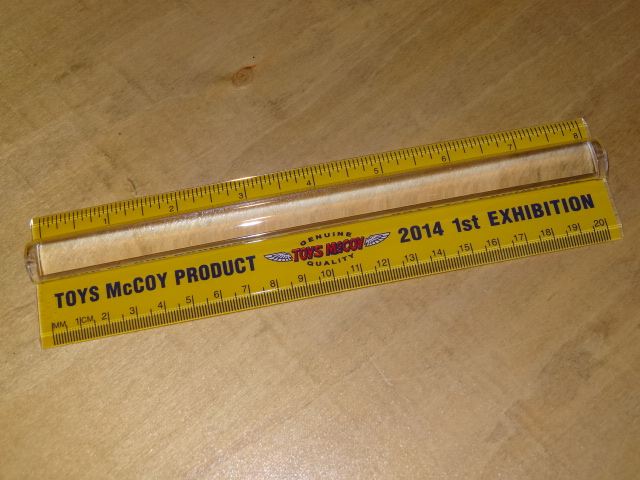 1 2 3 4 5 6 7 8
TOYS McCOY PRODUCT
GENUINE
TOYS McCOY
QUALITY
2014 1st EXHIBITION
MM 1CM 2 3 4 5 6 7 8 9 10 11 12 13 14 15 16 17 18 19 20